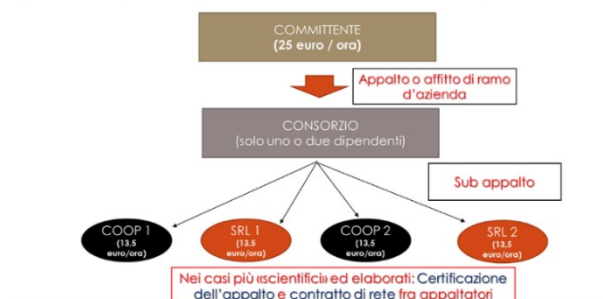 COMMITTENTE
(25 euro / ora)
Appalto o affitto di ramo
d'azienda
CONSORZIO
(solo uno o due dipendenti)
Sub appalto
COOP 1
(13,5
euro/ora)
SRL 1
(13,5
euro/ora)
COOP 2
(13,5
euro/ora)
SRL 2
(13,5
euro/ora)
Nei casi più «scientifici» ed elaborati: Certificazione
dell'appalto e contratto di rete fra appaltatori